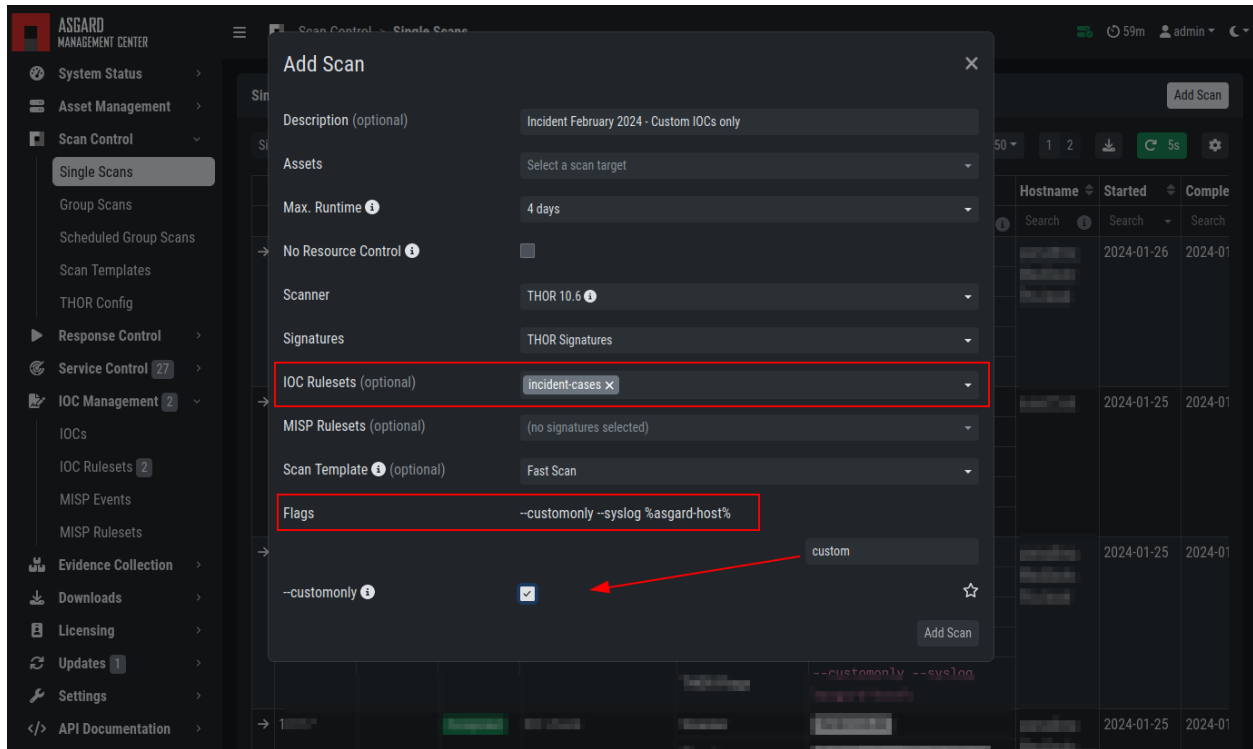 ASGARD
MANAGEMENT CENTER
Scan Control > Single Scans
59m
admin
System Status
Asset Management
Scan Control
Single Scans
Group Scans
Scheduled Group Scans
Scan Templates
THOR Config
Response Control
Service Control 27
IOC Management 2
IOCs
IOC Rulesets 2
MISP Events
MISP Rulesets
Evidence Collection
Downloads
Licensing
Updates 1
Settings
API Documentation
Sin
Add Scan
Si
50
1 2
5s
Hostname Started Comple
Search Search Search
2024-01-26 2024-01
2024-01-25 2024-01
2024-01-25 2024-01
--customonly --syslog
2024-01-25 2024-01
Add Scan
Description (optional) Incident February 2024 - Custom IOCs only
Assets Select a scan target
Max. Runtime 4 days
No Resource Control
Scanner THOR 10.6
Signatures THOR Signatures
IOC Rulesets (optional) incident-cases
MISP Rulesets (optional) (no signatures selected)
Scan Template (optional) Fast Scan
Flags --customonly --syslog %asgard-host%
custom
--customonly
Add Scan